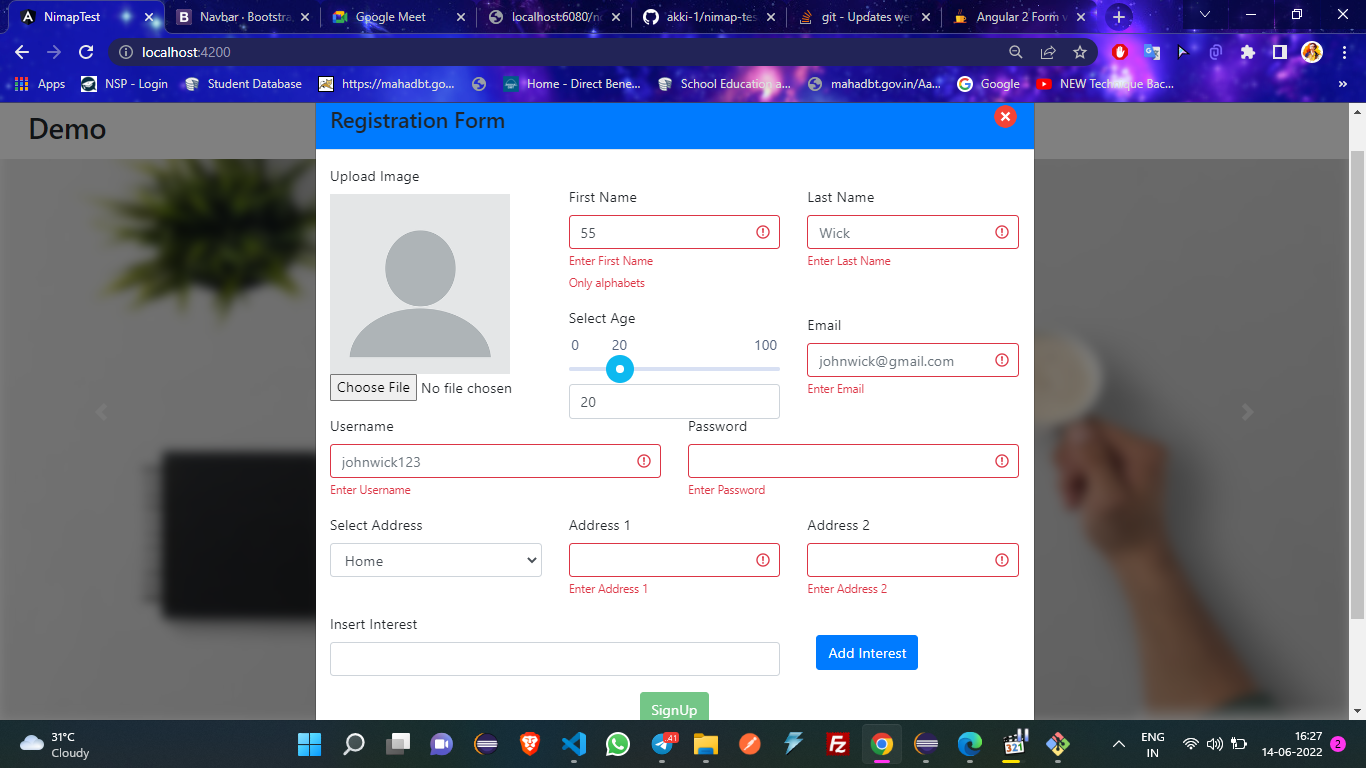 NimapTest
Navbar · Bootstra
Google Meet
localhost:6080/n
akki-1/nimap-tes
git - Updates wer
Angular 2 Form v
localhost:4200
Apps
NSP - Login
Student Database
https://mahadbt.go...
Home - Direct Bene...
School Education a...
mahadbt.gov.in/Aa...
Google
NEW Technique Bac...
»
Demo
Registration Form
Upload Image
First Name
Last Name
55
Wick
Enter First Name
Enter Last Name
Only alphabets
Select Age
Email
0 20 100
johnwick@gmail.com
Choose File No file chosen
20
Enter Email
Username
Password
johnwick123
Enter Username
Enter Password
Select Address
Address 1
Address 2
Home
Enter Address 1
Enter Address 2
Insert Interest
Add Interest
SignUp
31°C
Cloudy
41
321
ENG
IN
16:27
14-06-2022
2